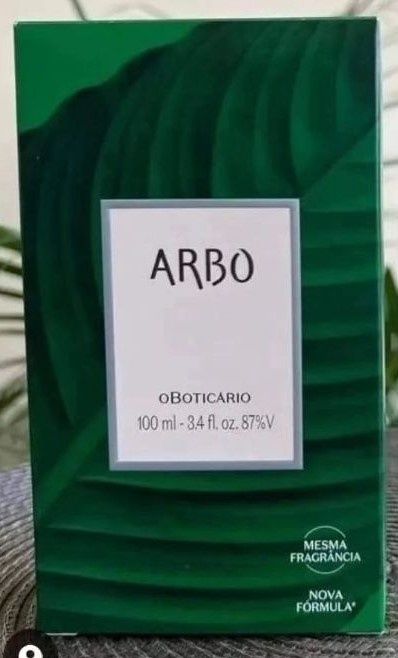 ARBO
oBOTICÁRIO
100 ml - 3.4 fl. oz. 87%V
MESMA
FRAGRÂNCIA
NOVA
FÓRMULA*